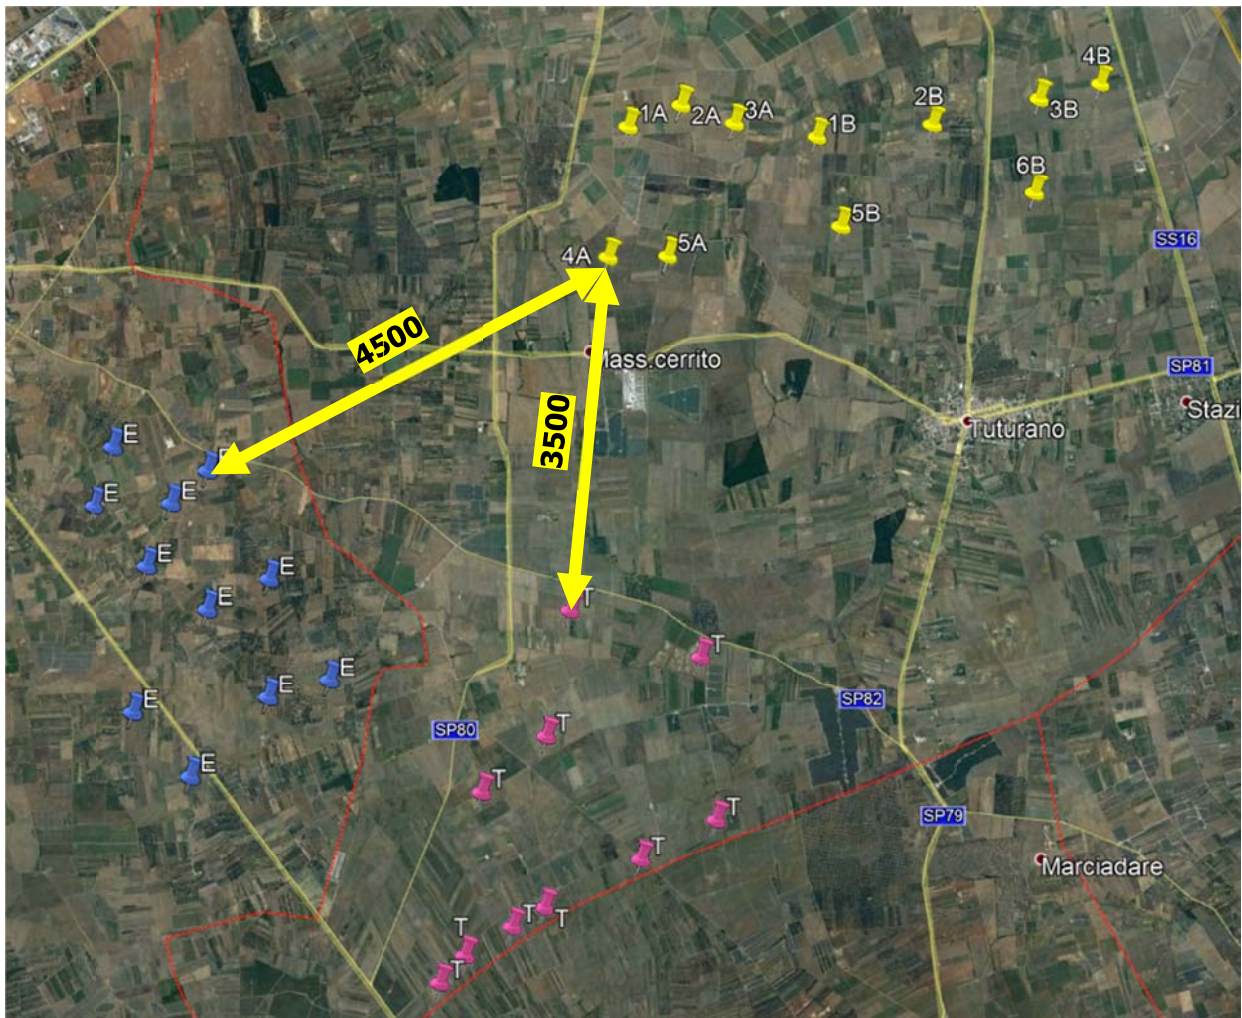 4B
1A
2A
3A
1B
2B
3B
6B
5B
4A
5A
SS16
4500
Mass.cerrito
SP81
3500
Stazi
Tuturano
E
E
E
E
E
E
T
T
E
E
SP82
E
T
SP80
E
T
T
SP79
T
Marciadare
T
T
T
T